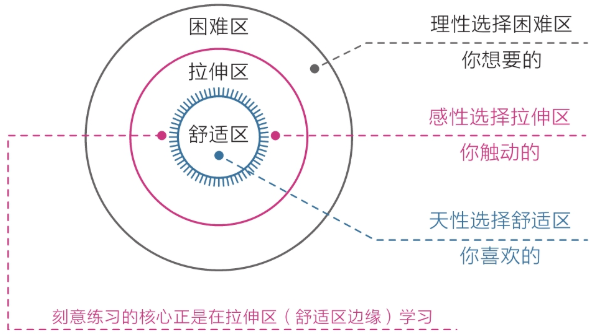 困难区
拉伸区
舒适区
理性选择困难区
你想要的
感性选择拉伸区
你触动的
天性选择舒适区
你喜欢的
刻意练习的核心正是在拉伸区（舒适区边缘）学习